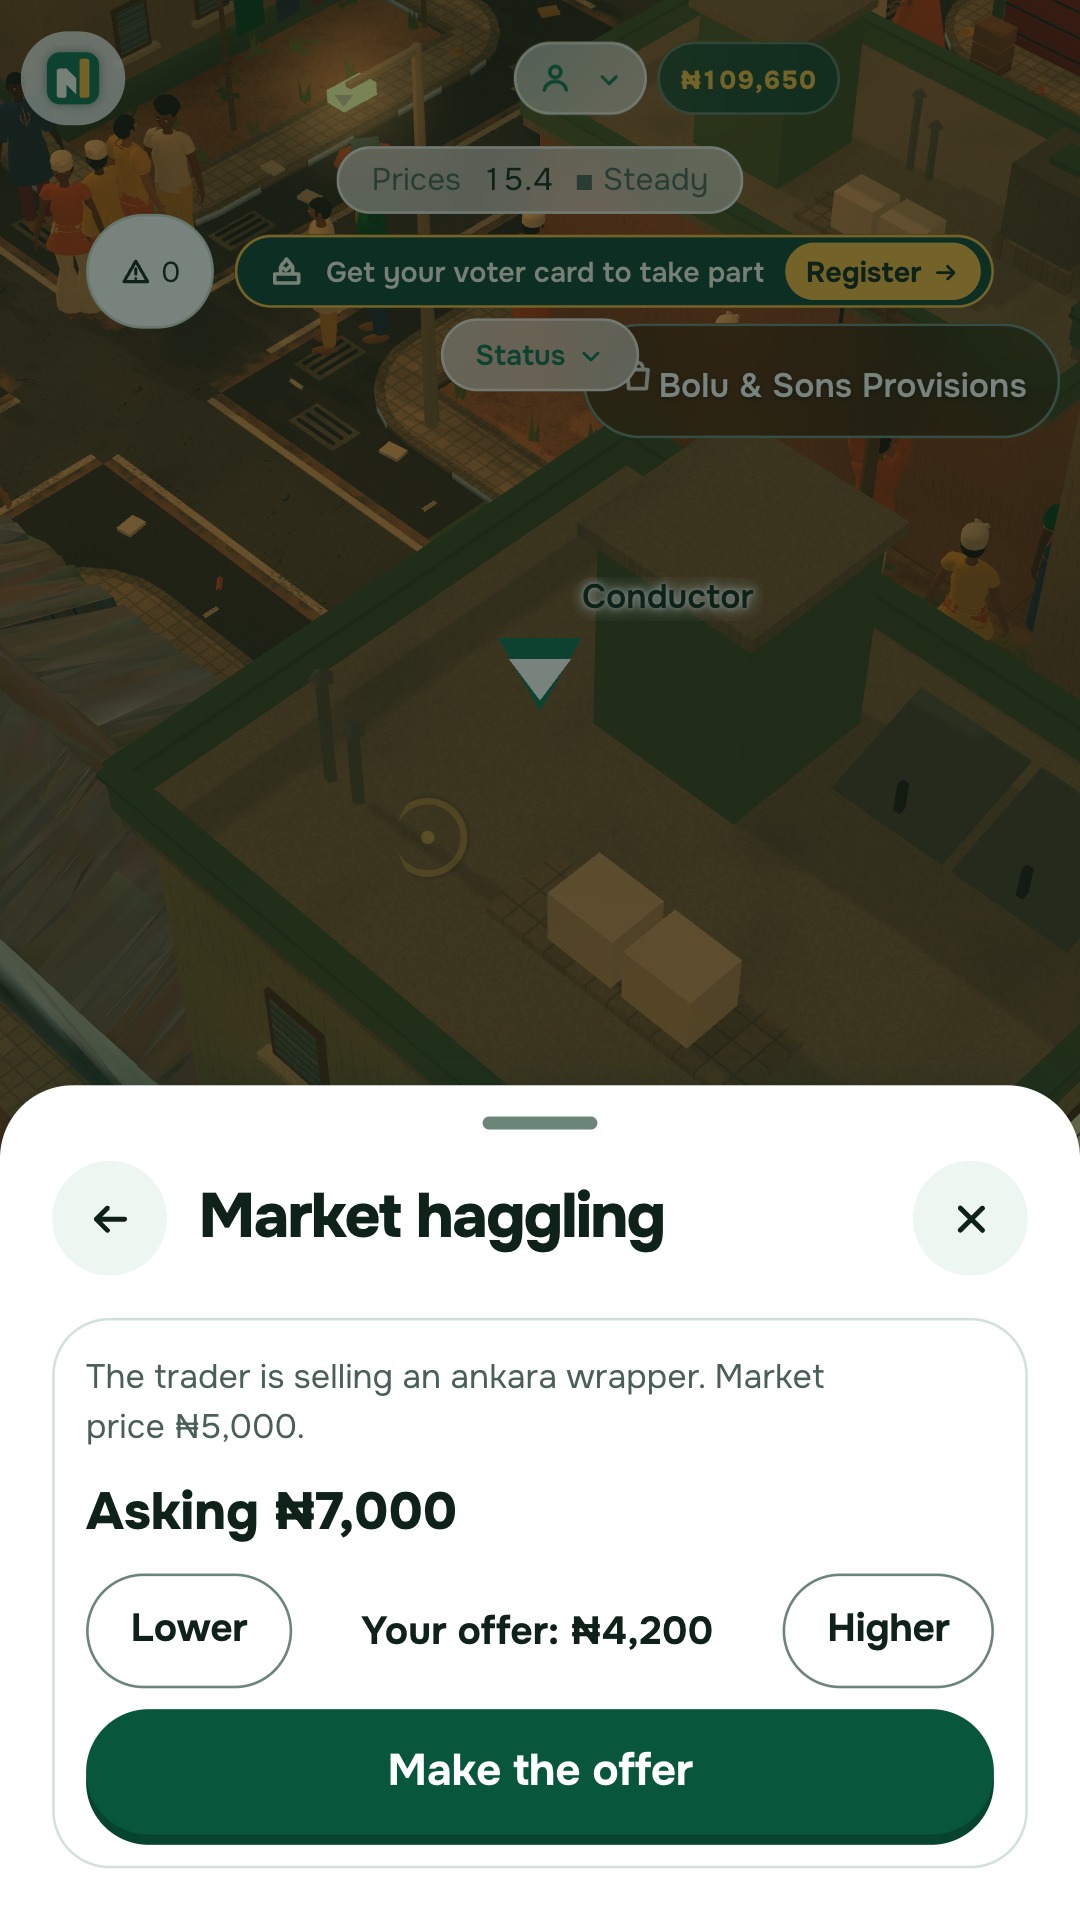 ₦109,650
Prices 15.4 ■ Steady
0
Get your voter card to take part
Register →
Status
Bolu & Sons Provisions
Conductor
Market haggling
The trader is selling an ankara wrapper. Market
price ₦5,000.
Asking ₦7,000
Lower
Your offer: ₦4,200
Higher
Make the offer